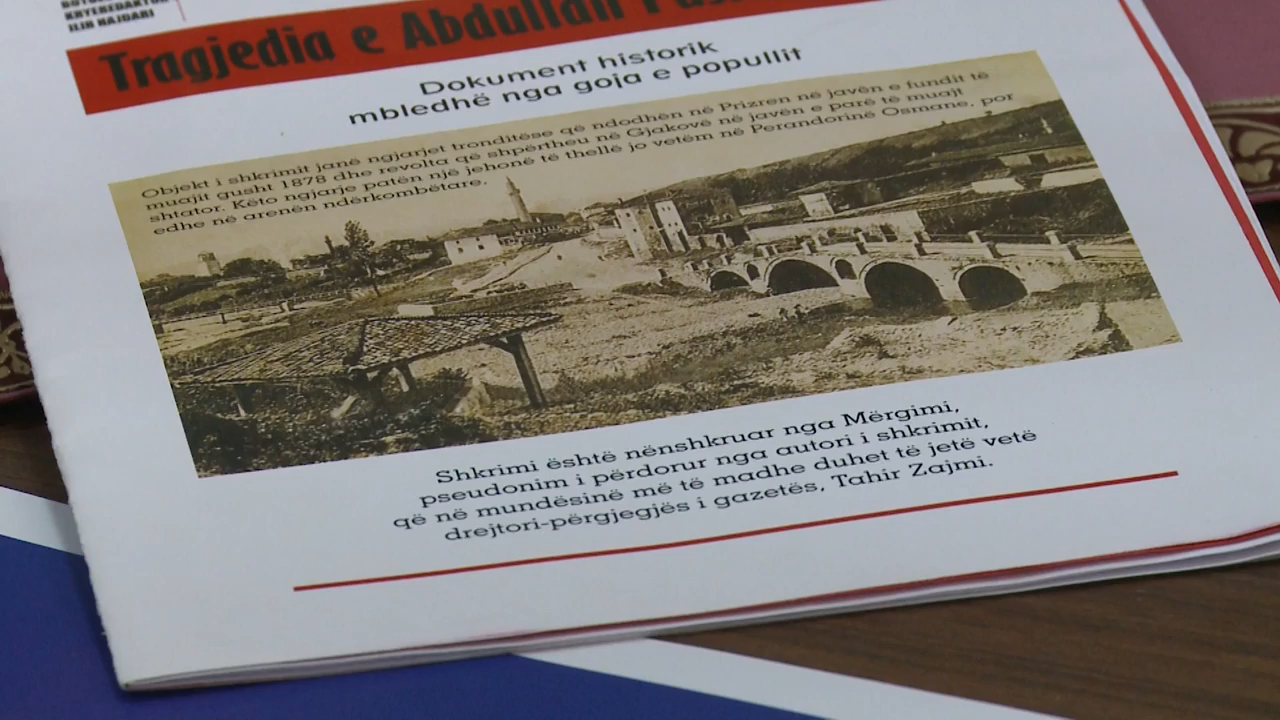 KRYEREDAKTOR
ILIR HAJDARI
Tragjedia e Abdullah
Dokument historik
mbledhë nga goja e popullit
Objekt i shkrimit janë ngjarjet tronditëse që ndodhën në Prizren në javën e fundit të
muajit gusht 1878 dhe revolta që shpërtheu në Gjakovë në javën e parë të muajt
shtator. Këto ngjarje patën një jehonë të thellë jo vetëm në Perandorinë Osmane, por
edhe në arenën ndërkombëtare.
Shkrimi është nënshkruar nga Mërgimi,
pseudonim i përdorur nga autori i shkrimit,
që në mundësinë më të madhe duhet të jetë vetë
drejtori-përgjegjës i gazetës, Tahir Zajmi.